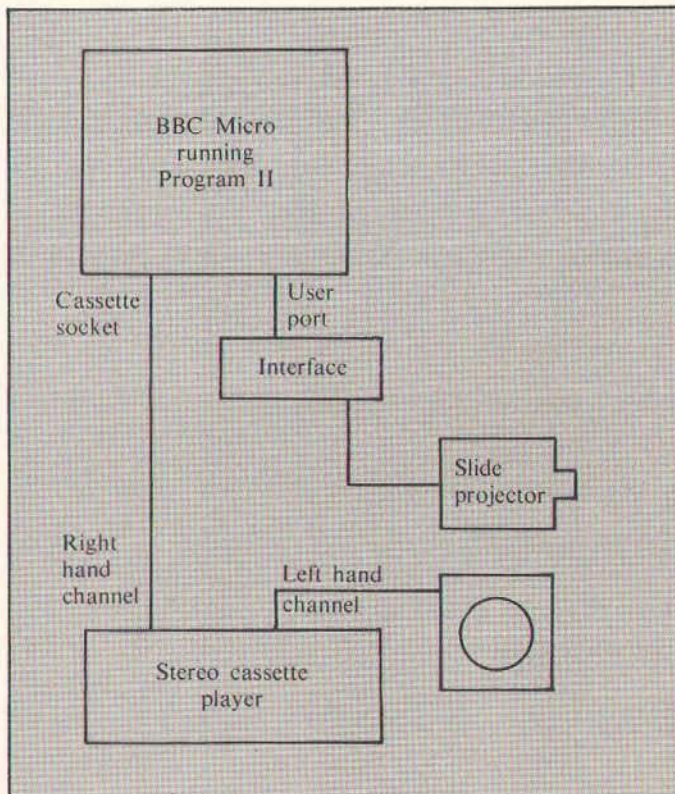 BBC Micro
running
Program II
Cassette
socket
User
port
Interface
Slide
projector
Right
hand
channel
Left hand
channel
Stereo cassette
player